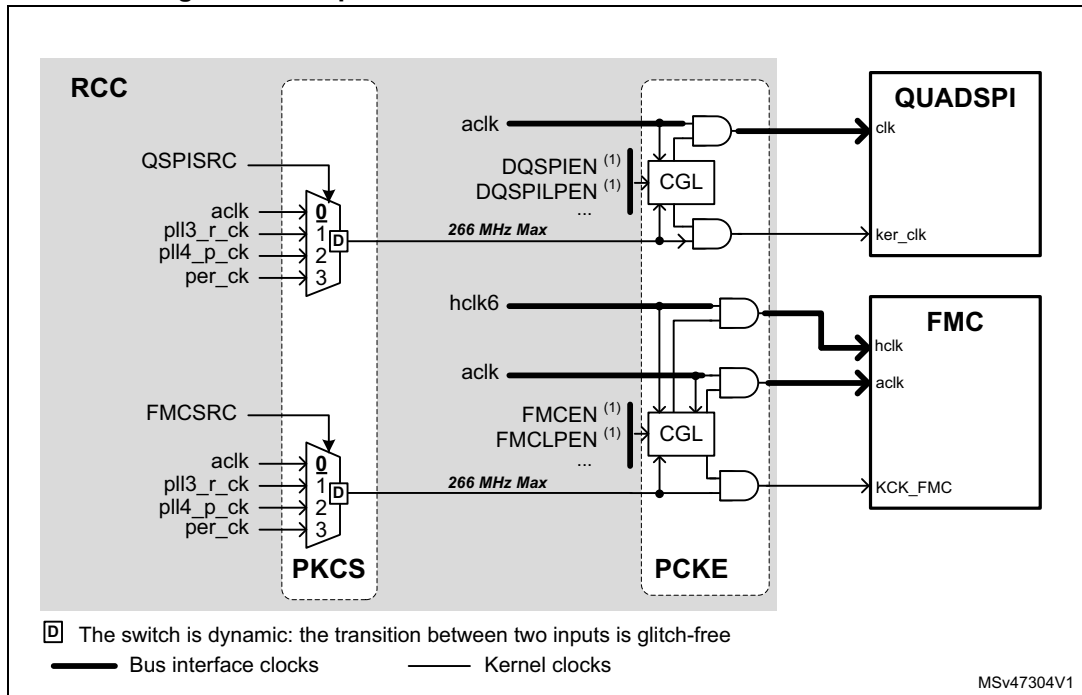 RCC
QUADSPI
aclk
clk
QSPISRC
DQSPIEN (1)
DQSPILPEN (1)
...
CGL
aclk
pll3_r_ck
pll4_p_ck
per_ck
0
1
2
3
D
266 MHz Max
ker_clk
hclk6
FMC
hclk
aclk
aclk
FMCSRC
FMCEN (1)
FMCLPEN (1)
...
CGL
aclk
pll3_r_ck
pll4_p_ck
per_ck
0
1
2
3
D
266 MHz Max
KCK_FMC
PKCS
PCKE
D The switch is dynamic: the transition between two inputs is glitch-free
Bus interface clocks Kernel clocks
MSv47304V1